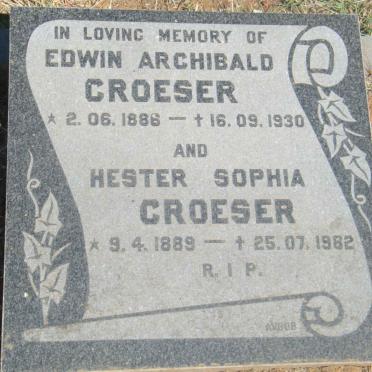 IN LOVING MEMORY OF
EDWIN ARCHIBALD
CROESER
* 2.06.1886 — † 16.09.1930
AND
HESTER SOPHIA
CROESER
* 9.4.1889 — † 25.07.1982
R.I.P.
AVBOB